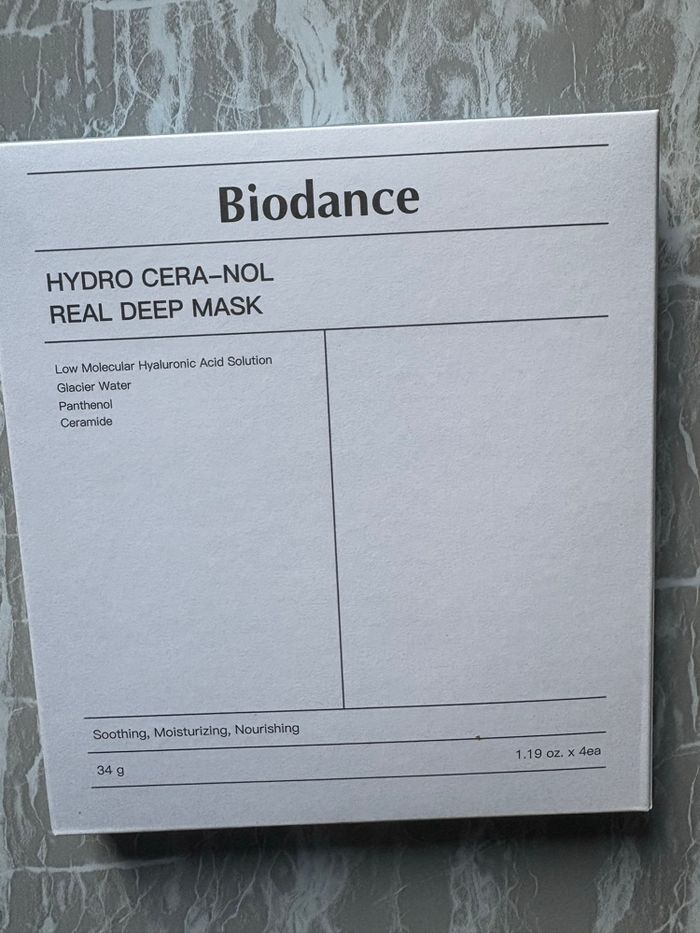 Biodance
HYDRO CERA-NOL
REAL DEEP MASK
Low Molecular Hyaluronic Acid Solution
Glacier Water
Panthenol
Ceramide
Soothing, Moisturizing, Nourishing
34 g
1.19 oz. x 4ea